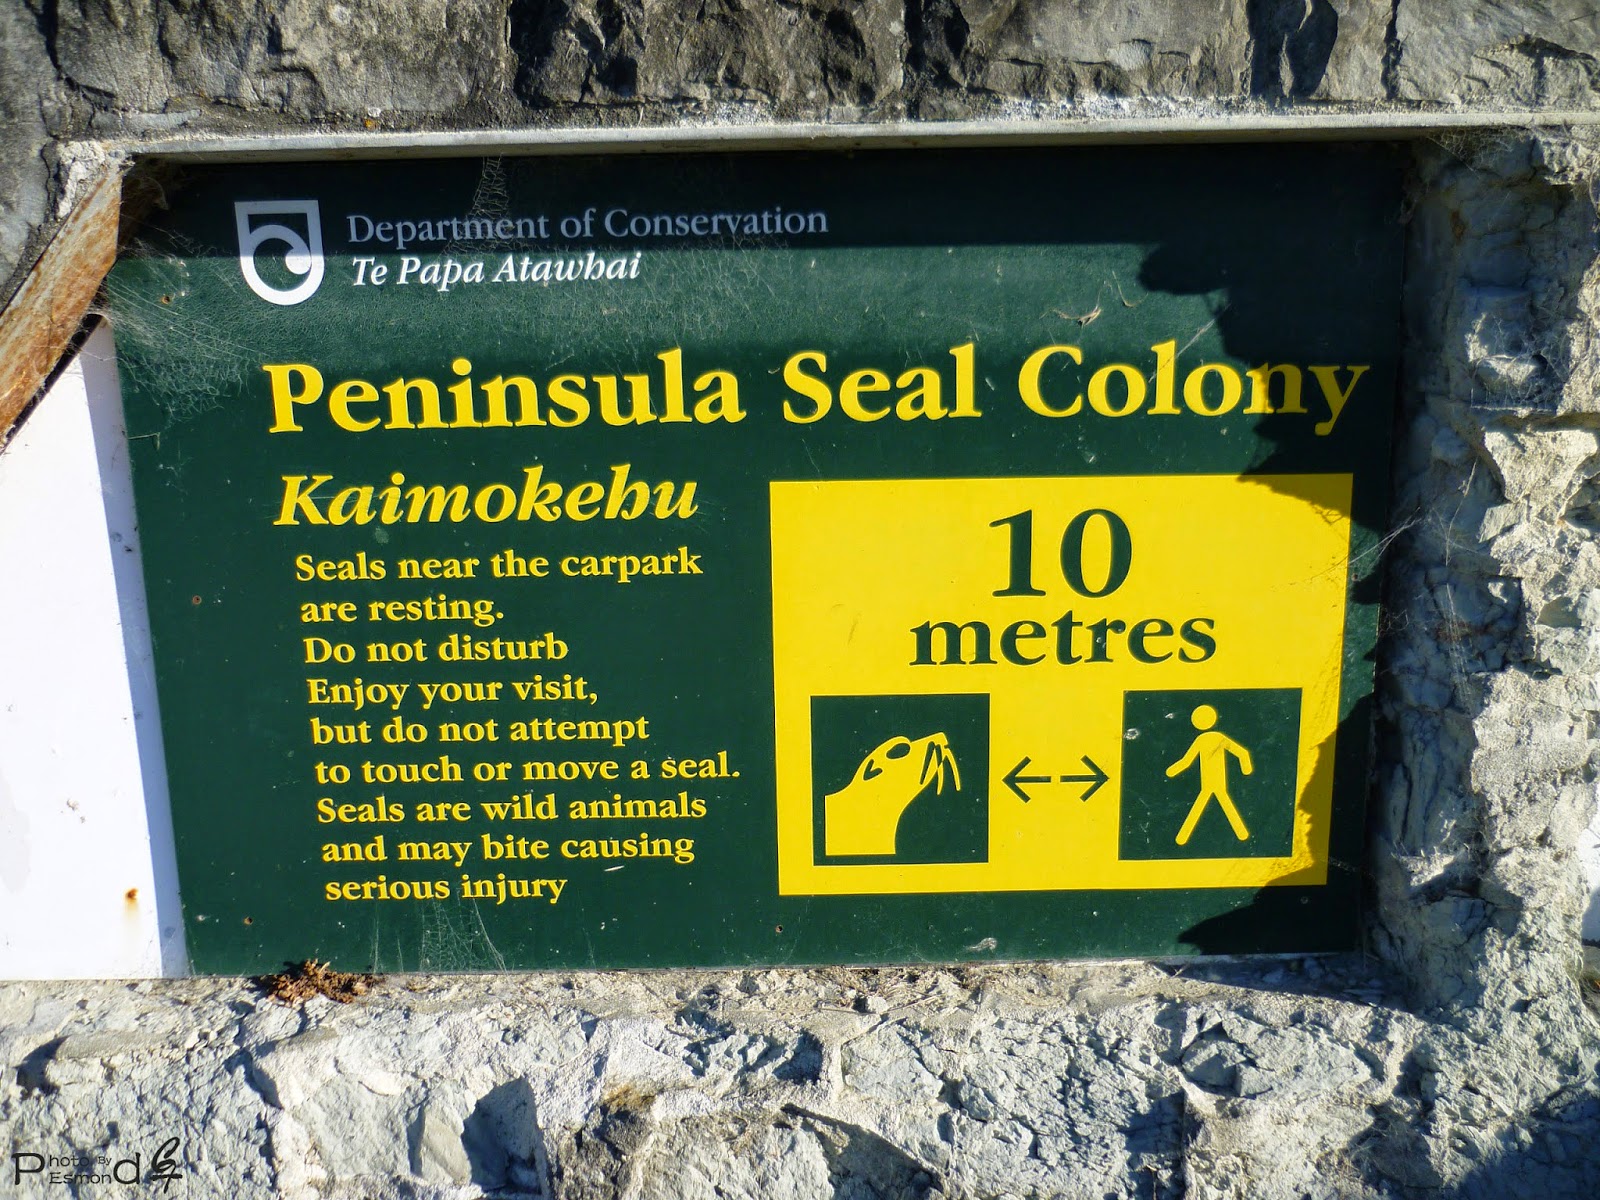 Department of Conservation
Te Papa Atawhai
Peninsula Seal Colony
Kaimokehu
Seals near the carpark
are resting.
Do not disturb
Enjoy your visit,
but do not attempt
to touch or move a seal.
Seals are wild animals
and may bite causing
serious injury
10
metres
Photo By
Esmond